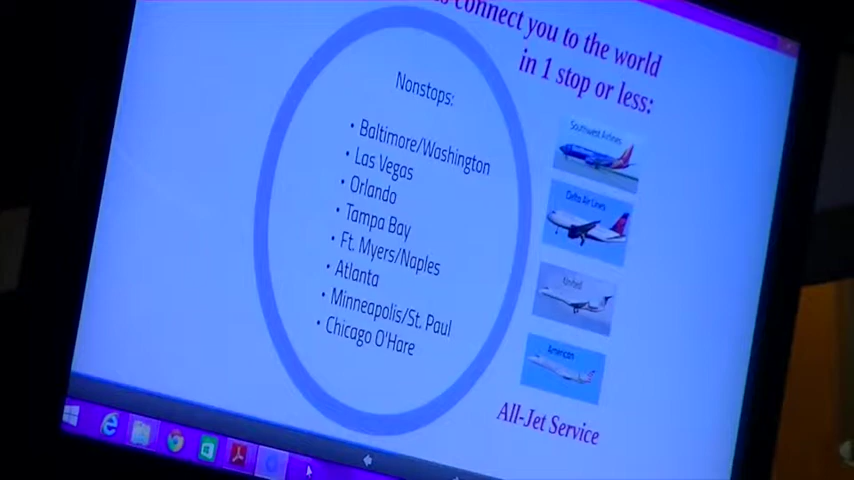 connect you to the world
in 1 stop or less:
Nonstops:
• Baltimore/Washington
• Las Vegas
• Orlando
• Tampa Bay
• Ft. Myers/Naples
• Atlanta
• Minneapolis/St. Paul
• Chicago O'Hare
Southwest Airlines
Delta Air Lines
United
American
All-Jet Service